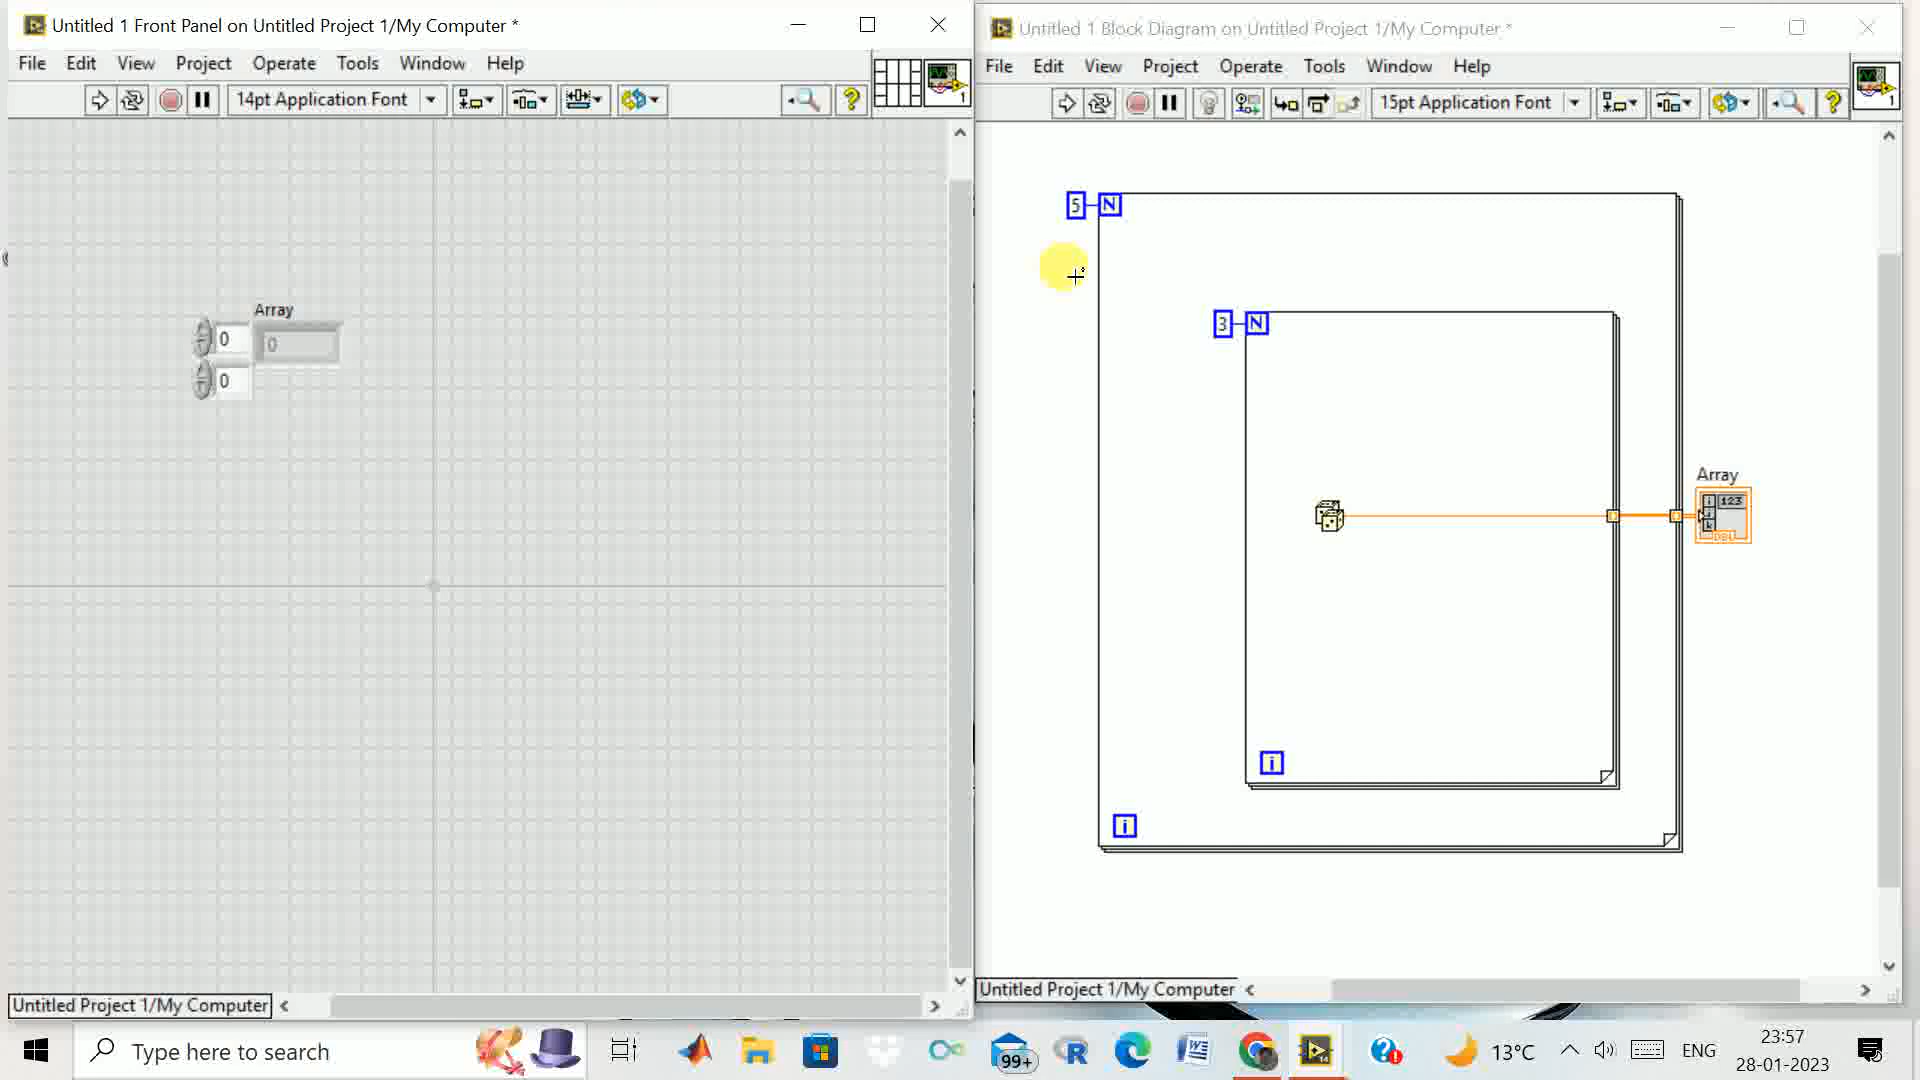 Untitled 1 Front Panel on Untitled Project 1/My Computer *
File Edit View Project Operate Tools Window Help
14pt Application Font
1
Array
0 0
0
Untitled Project 1/My Computer
Untitled 1 Block Diagram on Untitled Project 1/My Computer *
File Edit View Project Operate Tools Window Help
15pt Application Font
1
5 N
3 N
Array
123
DBL
i
i
Untitled Project 1/My Computer
Type here to search
99+
13°C
ENG
23:57
28-01-2023